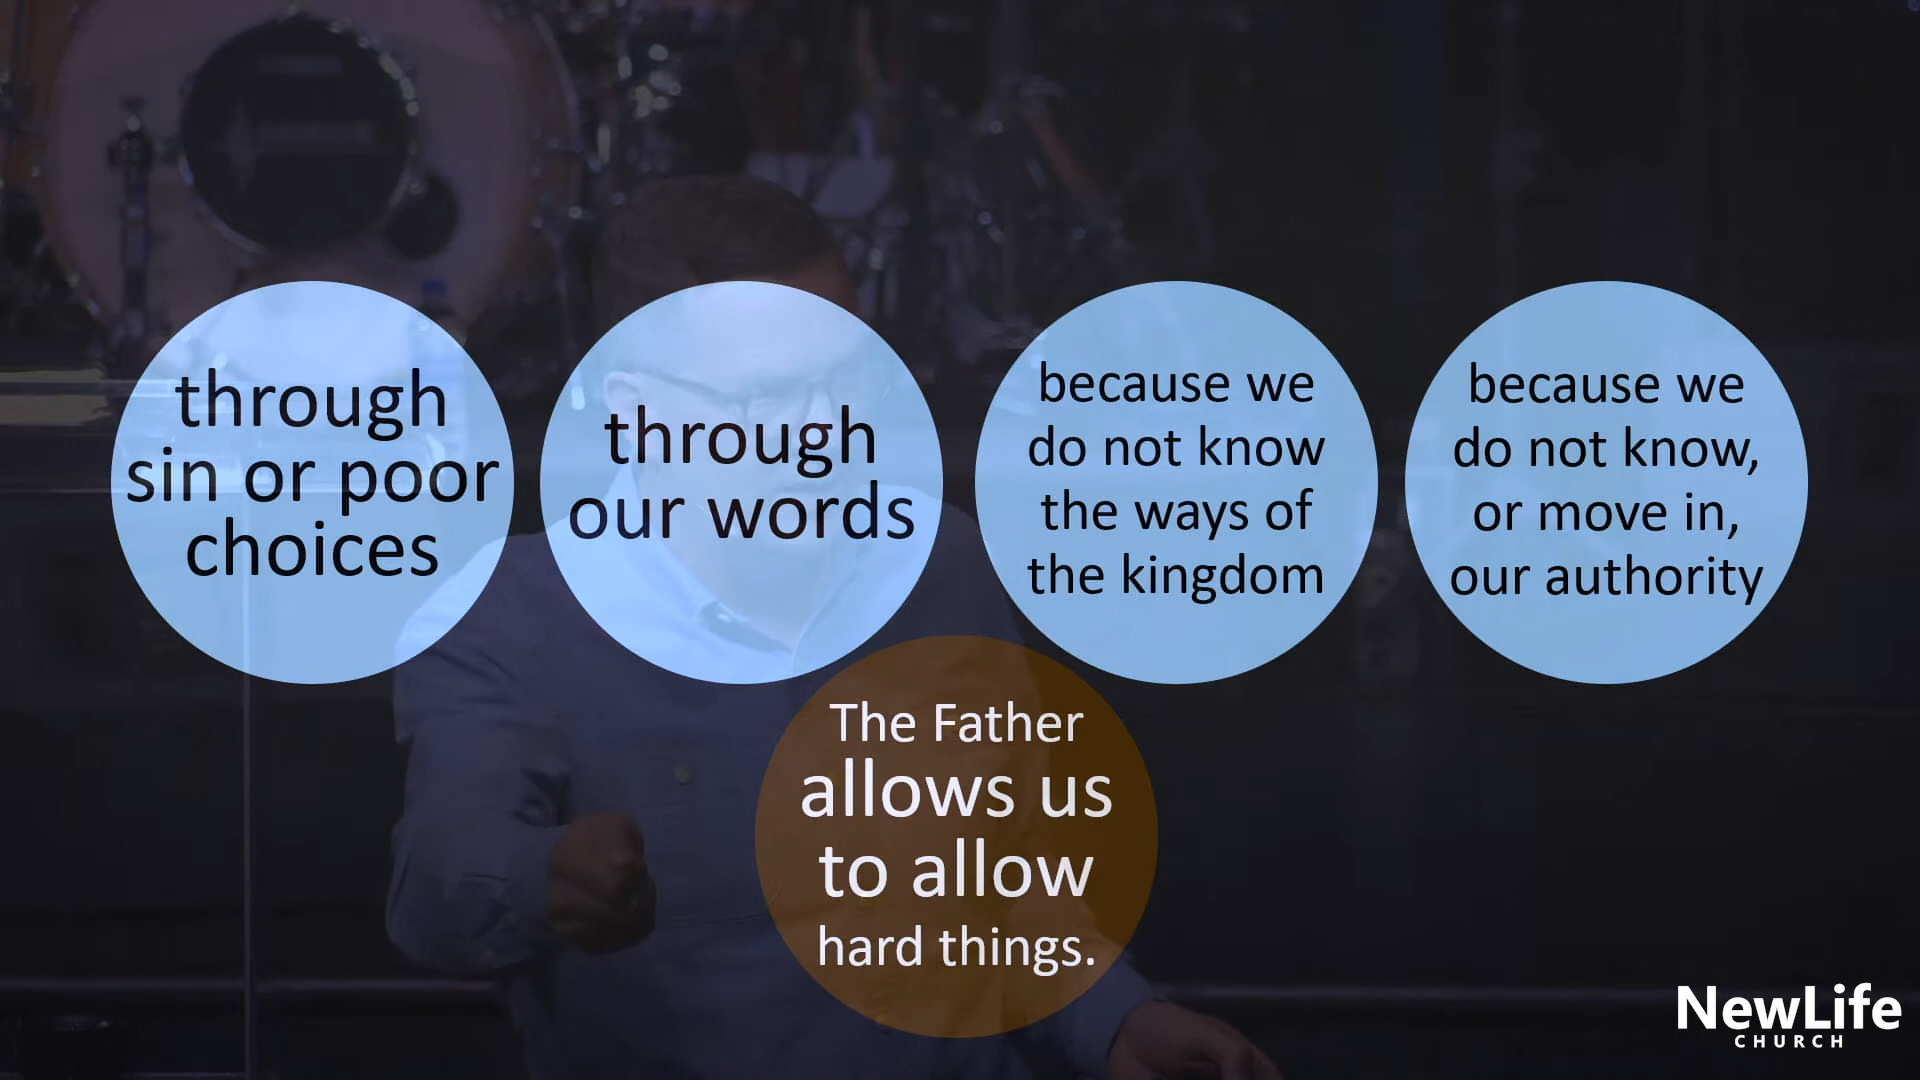 through
sin or poor
choices
through
our words
because we
do not know
the ways of
the kingdom
because we
do not know,
or move in,
our authority
The Father
allows us
to allow
hard things.
NewLife
CHURCH